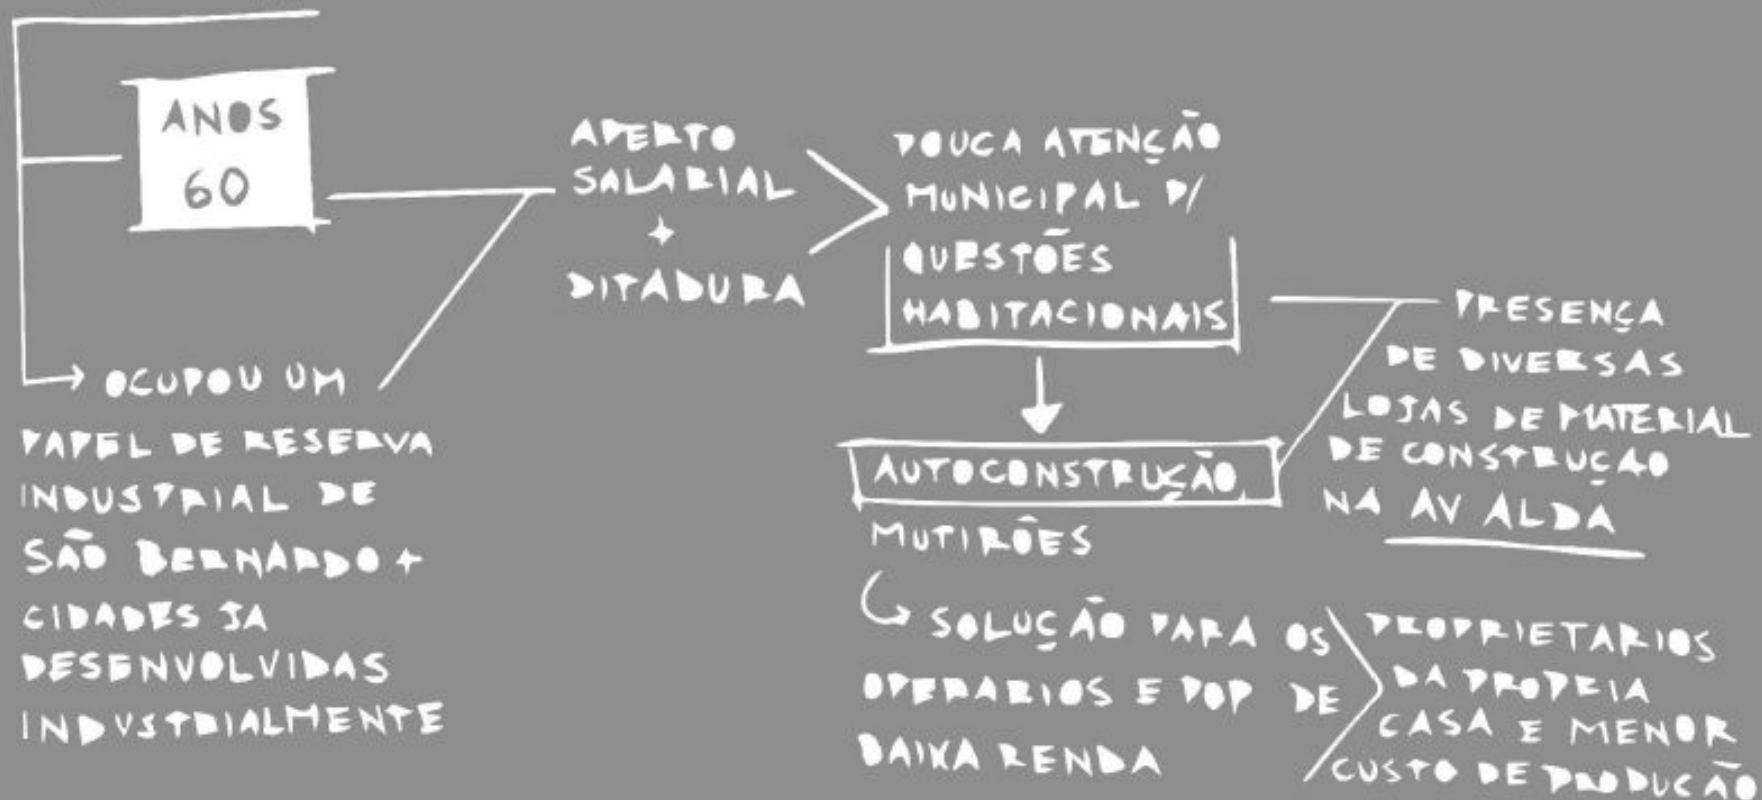 ANOS
60
OCUPOU UM
PAPEL DE RESERVA
INDUSTRIAL DE
SÃO BERNARDO +
CIDADES JA
DESENVOLVIDAS
INDUSTRIALMENTE
APERTO
SALARIAL
+
DITADURA
POUCA ATENÇÃO
MUNICIPAL P/
QUESTÕES
HABITACIONAIS
AUTOCONSTRUÇÃO
MUTIRÕES
SOLUÇÃO PARA OS
OPERARIOS E POP DE
BAIXA RENDA
PRESENÇA
DE DIVERSAS
LOJAS DE MATERIAL
DE CONSTRUÇAO
NA AV ALDA
PROPRIETARIOS
DA PROPRIA
CASA E MENOR
CUSTO DE PRODUCÃO